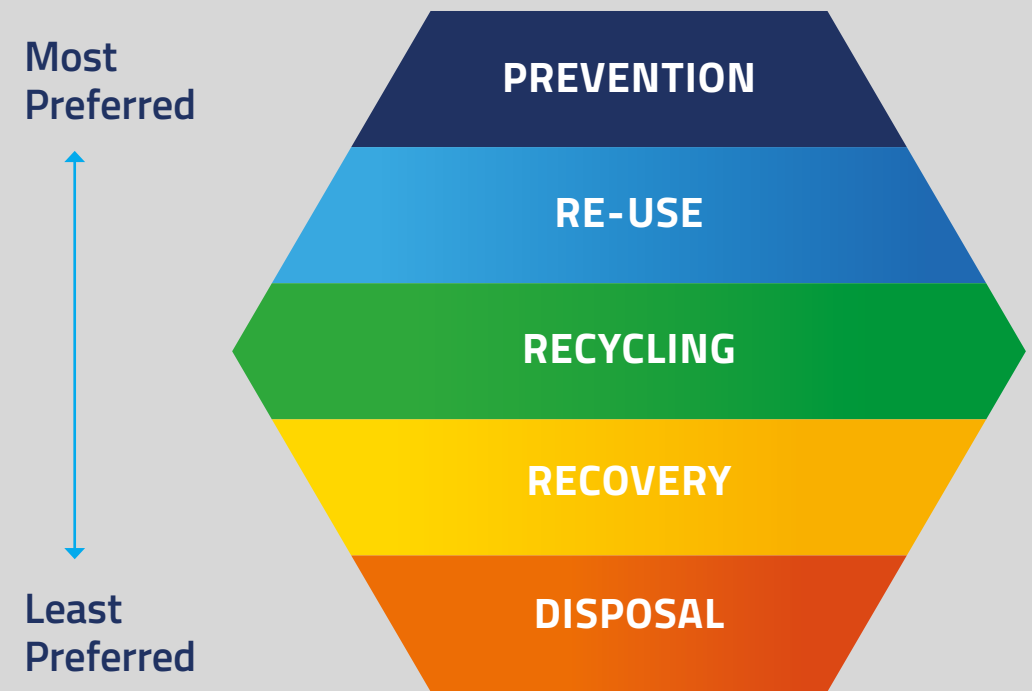 Most
Preferred
PREVENTION
RE-USE
RECYCLING
RECOVERY
DISPOSAL
Least
Preferred